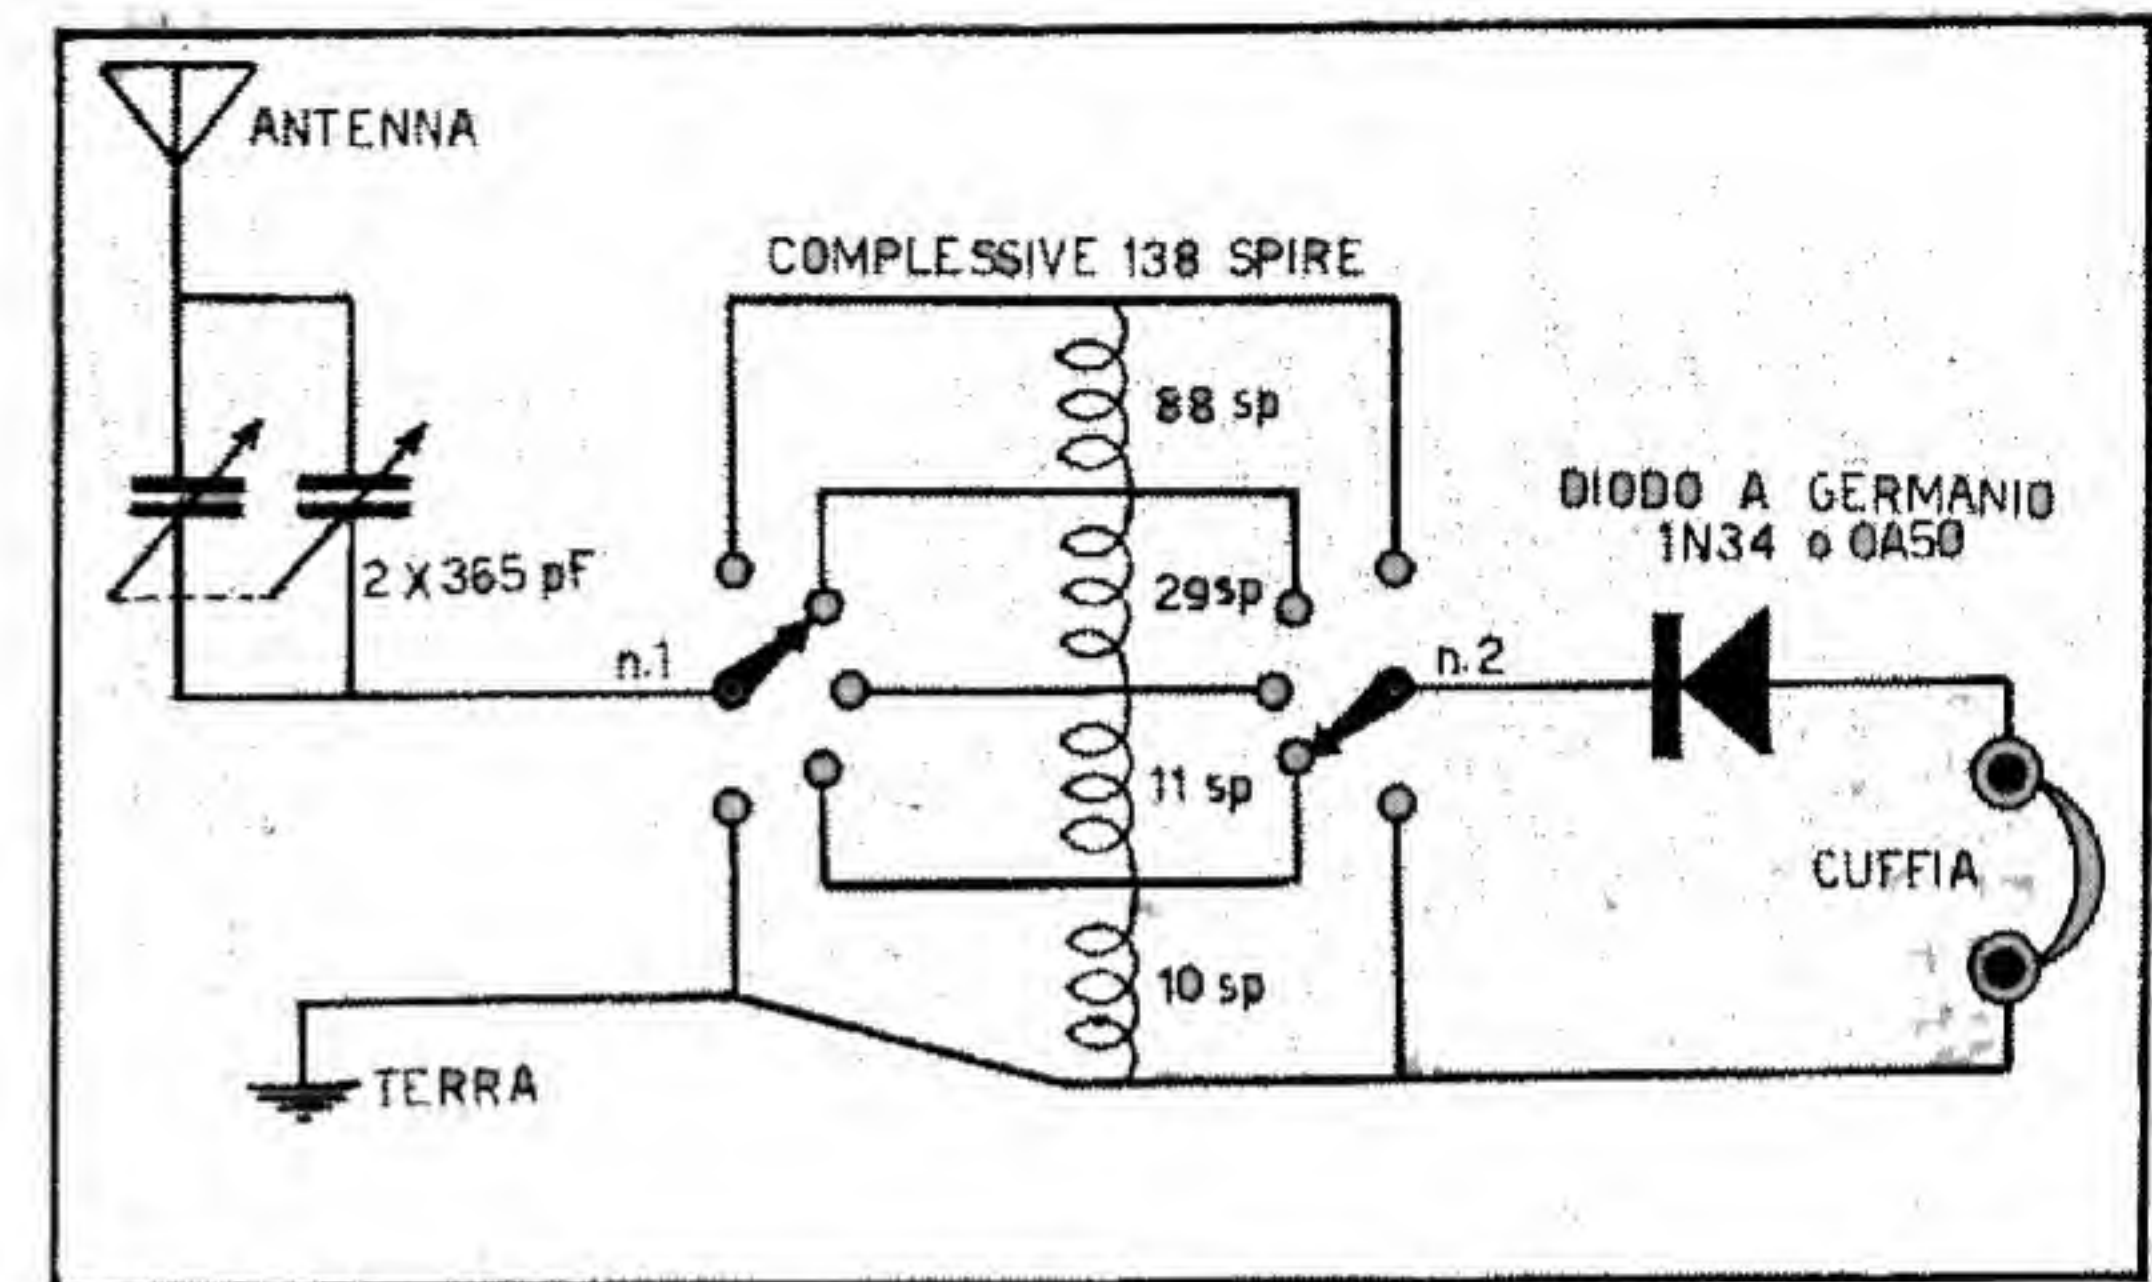 ANTENNA
COMPLESSIVE 138 SPIRE
88 sp
DIODO A GERMANIO
1N34 o OA50
2 X 365 pF
29sp
n.1
n.2
11 sp
CUFFIA
10 sp
TERRA